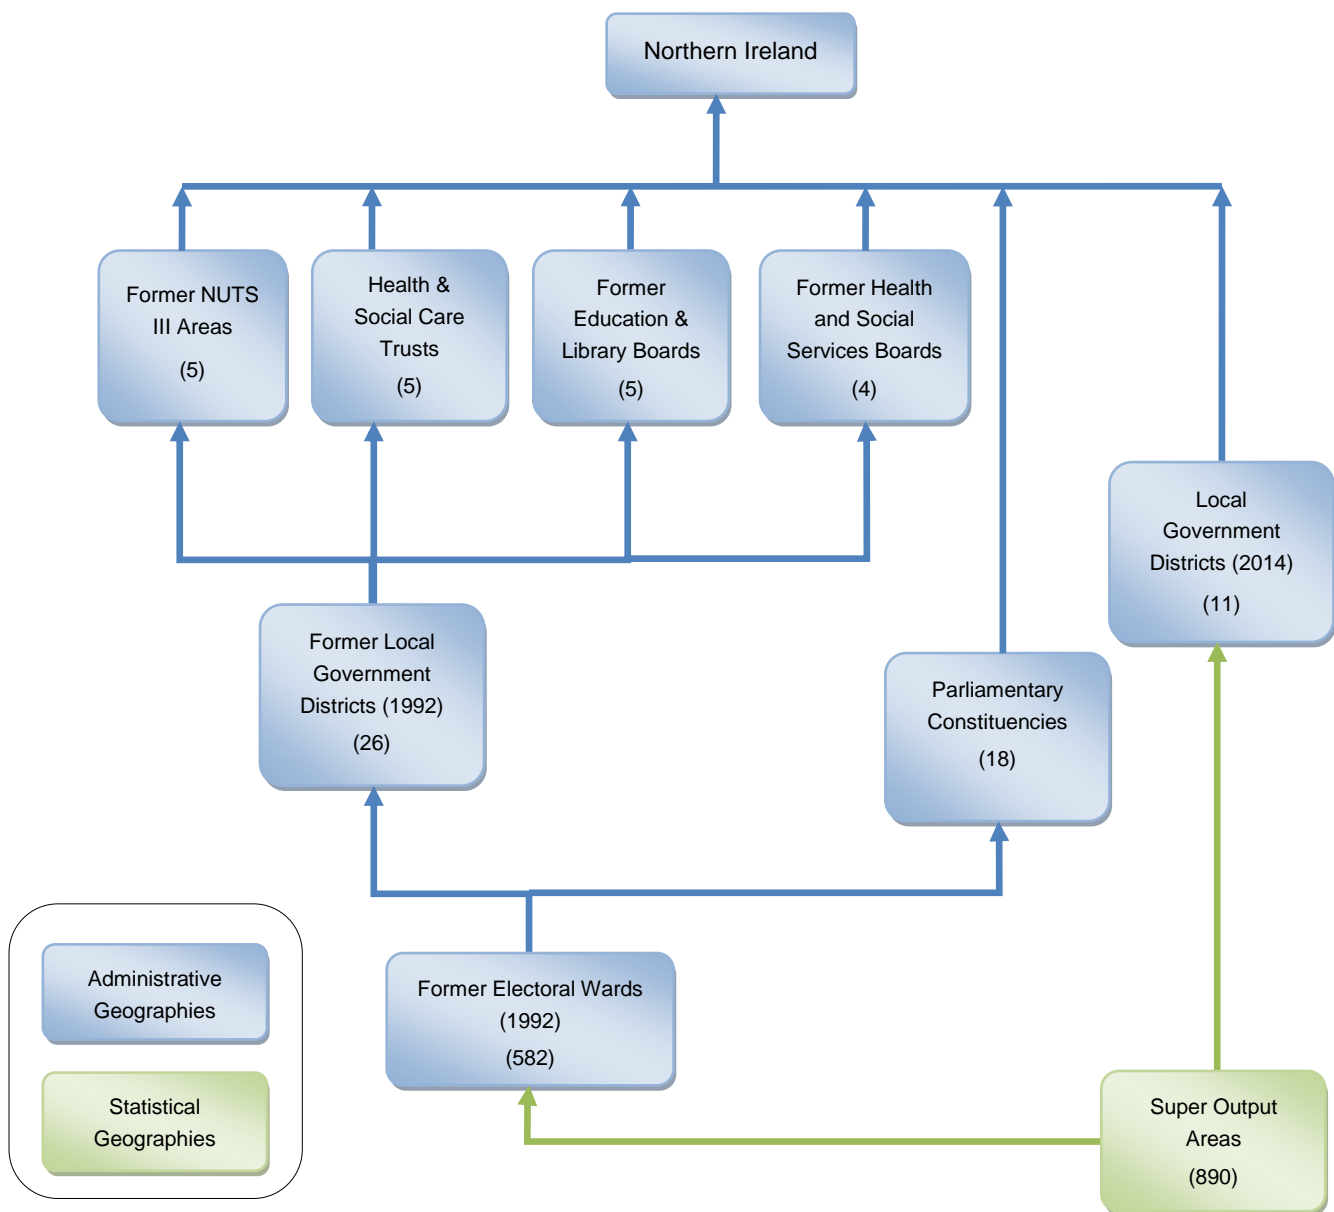 Northern Ireland
Former NUTS
III Areas
(5)
Health &
Social Care
Trusts
(5)
Former
Education &
Library Boards
(5)
Former Health
and Social
Services Boards
(4)
Local
Government
Districts (2014)
(11)
Former Local
Government
Districts (1992)
(26)
Parliamentary
Constituencies
(18)
Administrative
Geographies
Former Electoral Wards
(1992)
(582)
Statistical
Geographies
Super Output
Areas
(890)